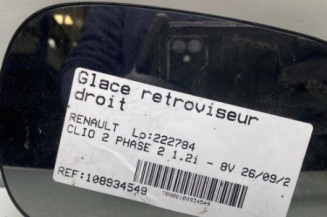 Glace retroviseur
droit
RENAULT Lp:222784
CLIO 2 PHASE 2 1.2i - 8V 26/09/2
REF:108934549